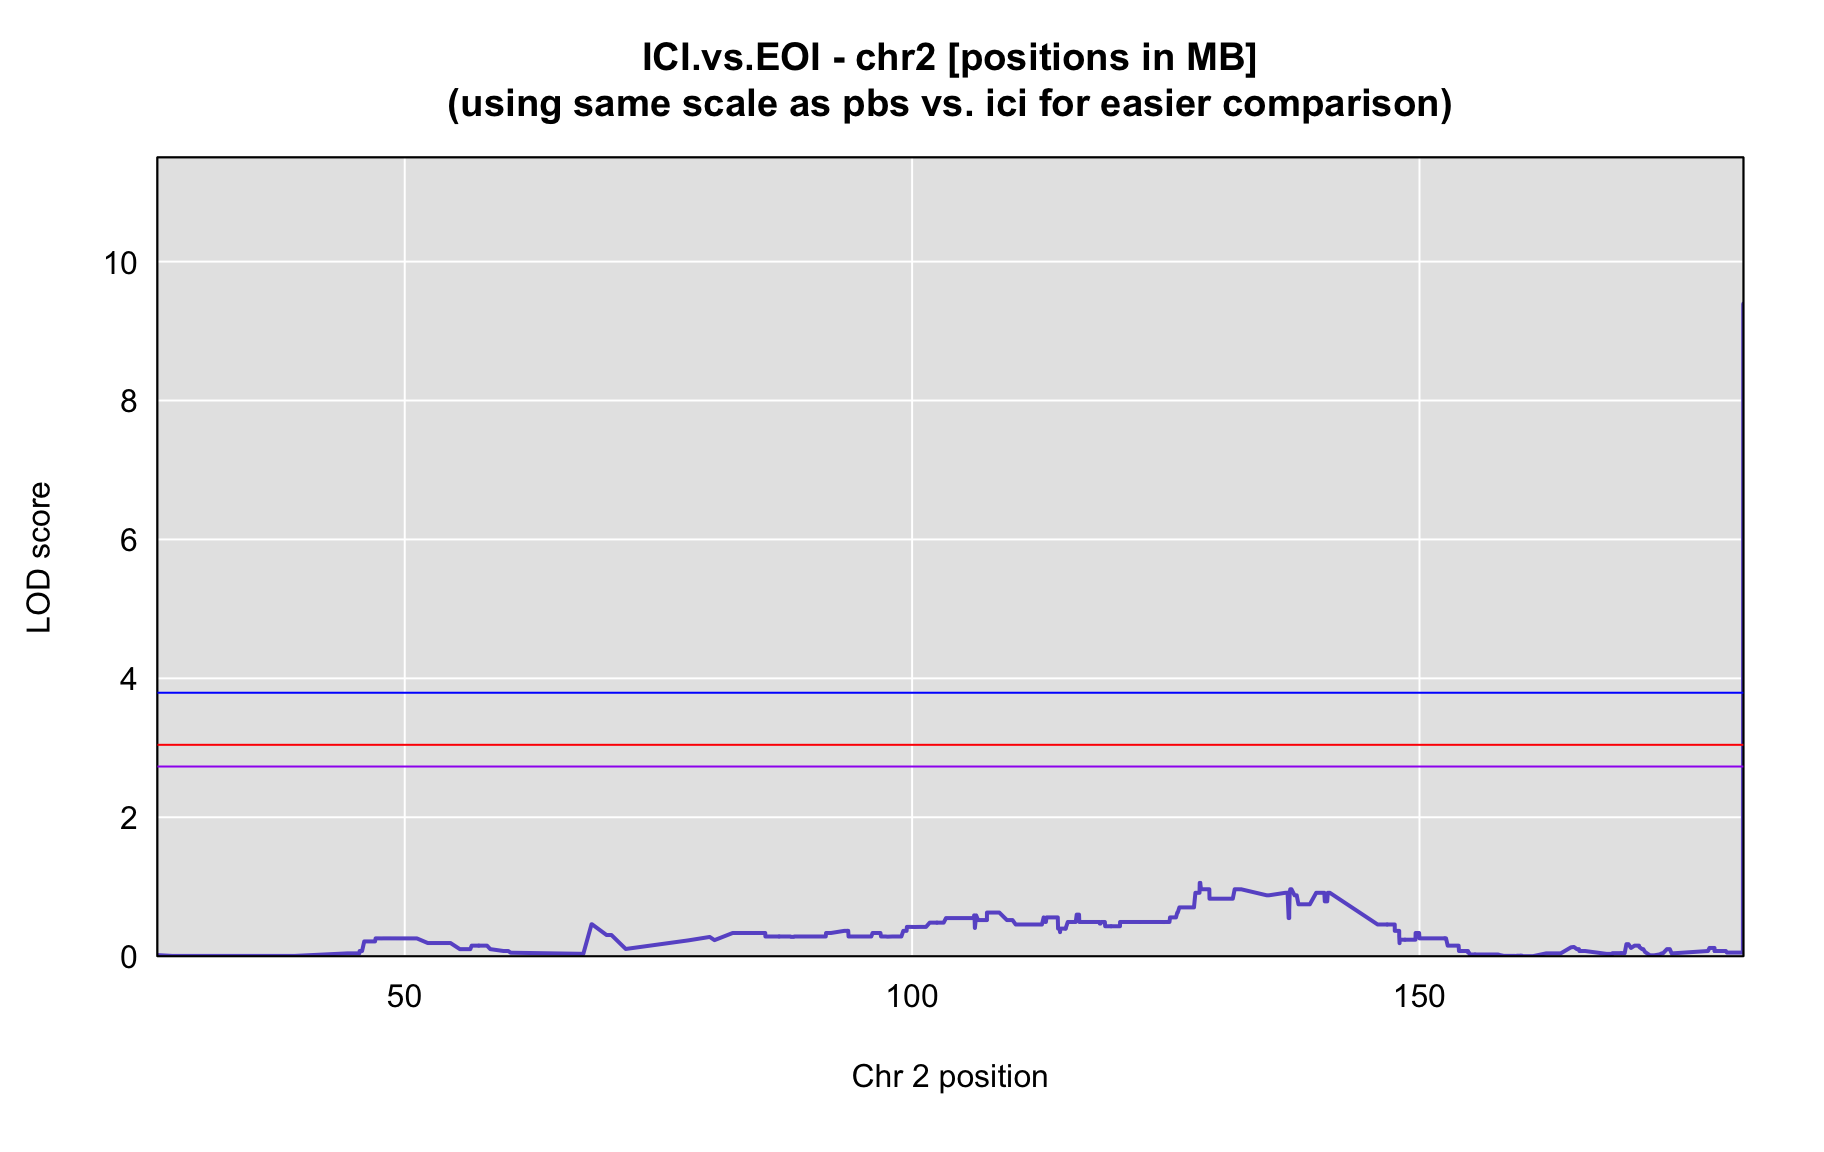 ICI.vs.EOI - chr2 [positions in MB]
(using same scale as pbs vs. ici for easier comparison)
10
8
6
4
2
0
LOD score
50 100 150
Chr 2 position